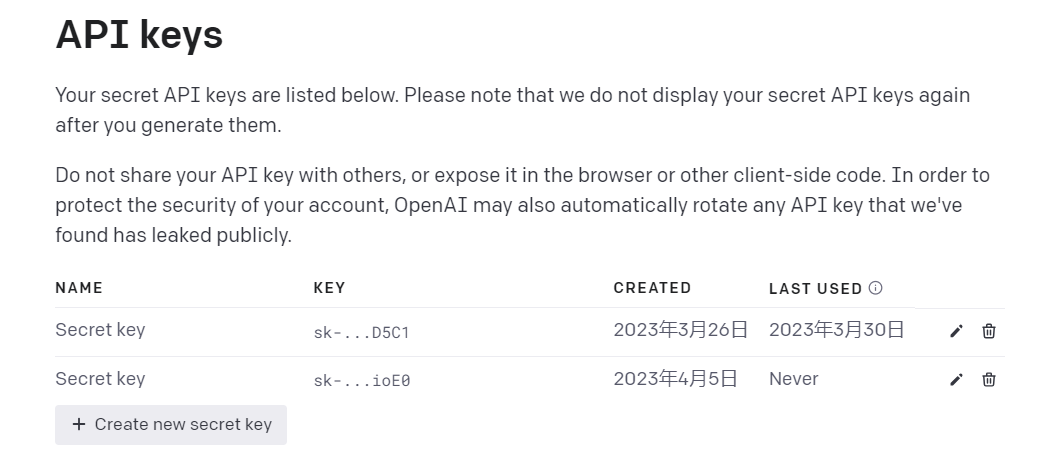 API keys
Your secret API keys are listed below. Please note that we do not display your secret API keys again
after you generate them.
Do not share your API key with others, or expose it in the browser or other client-side code. In order to
protect the security of your account, OpenAI may also automatically rotate any API key that we've
found has leaked publicly.
NAME KEY CREATED LAST USED
Secret key sk-...D5C1 2023年3月26日 2023年3月30日
Secret key sk-...ioE0 2023年4月5日 Never
+ Create new secret key